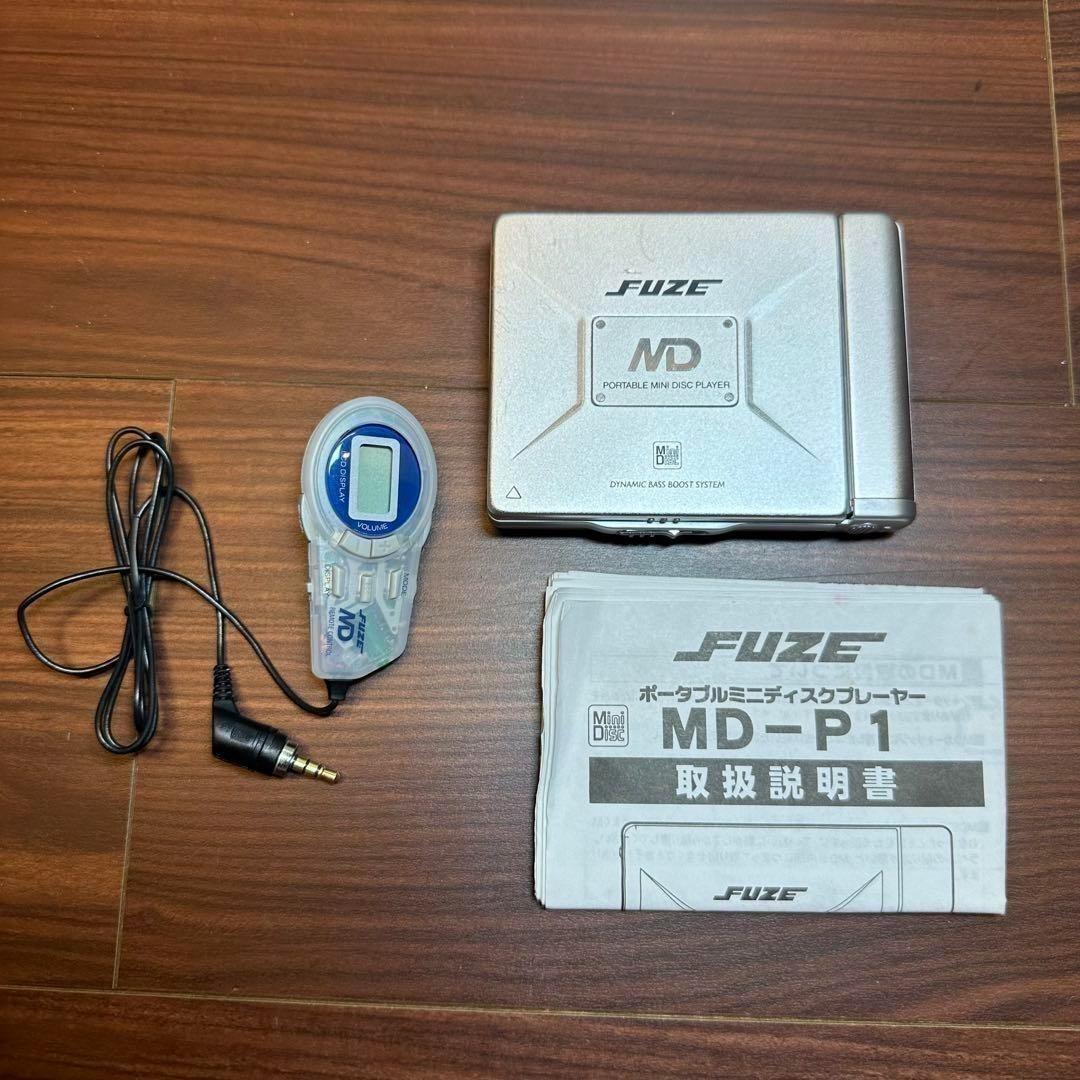 FUZE
MD
PORTABLE MINI DISC PLAYER
Mini
Disc
DYNAMIC BASS BOOST SYSTEM
LCD DISPLAY
VOLUME
DISPLAY
MODE
FUZE
MD
REMOTE CONTROL
FUZE
ポータブルミニディスクプレーヤー
Mini
Disc
MD-P1
取扱説明書
FUZE